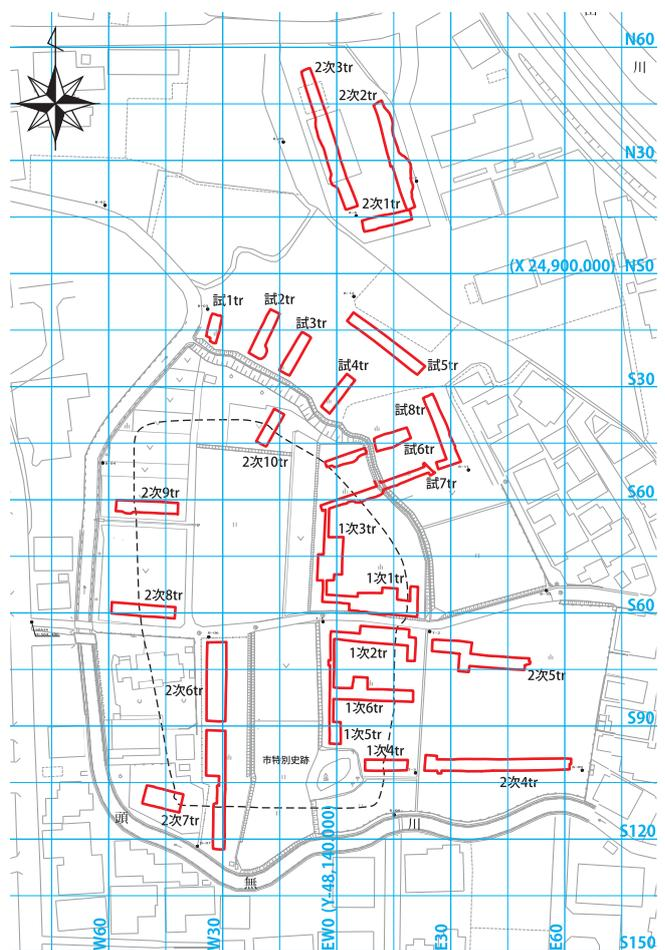 N60
川
2次3tr
2次2tr
N30
2次1tr
(X 24,900.000) N50
試1tr
試2tr
試3tr
試4tr
試5tr
S30
試8tr
試6tr
2次10tr
試7tr
2次9tr
S60
1次3tr
1次1tr
2次8tr
S60
1次2tr
2次5tr
2次6tr
1次6tr
S90
1次5tr
市特別史跡
1次4tr
2次4tr
2次7tr
頭
川
S120
無
W60
W30
EW0 (Y-48,140.000)
E30
E60
S150